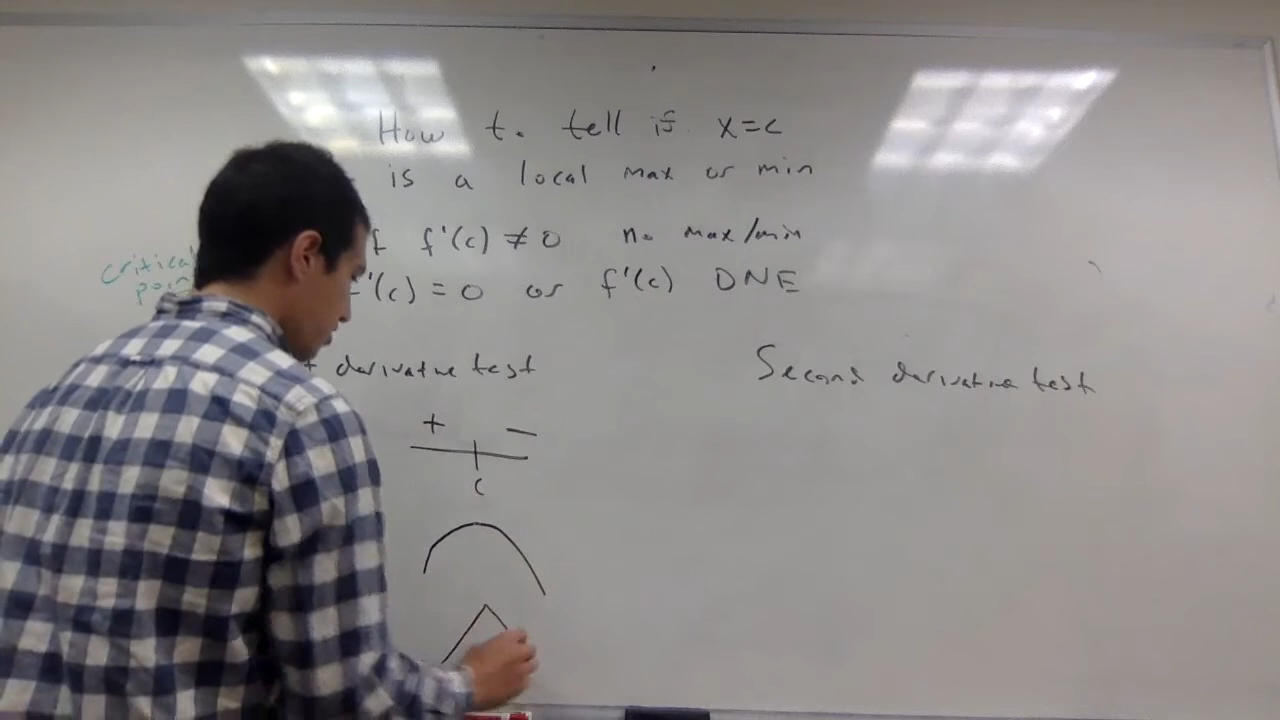 How to tell if x=c
is a local max or min
f f'(c) ≠ 0 no max/min
critical
'(c) = 0 or f'(c) DNE
poin
t derivative test
Second derivative test
+ −
c